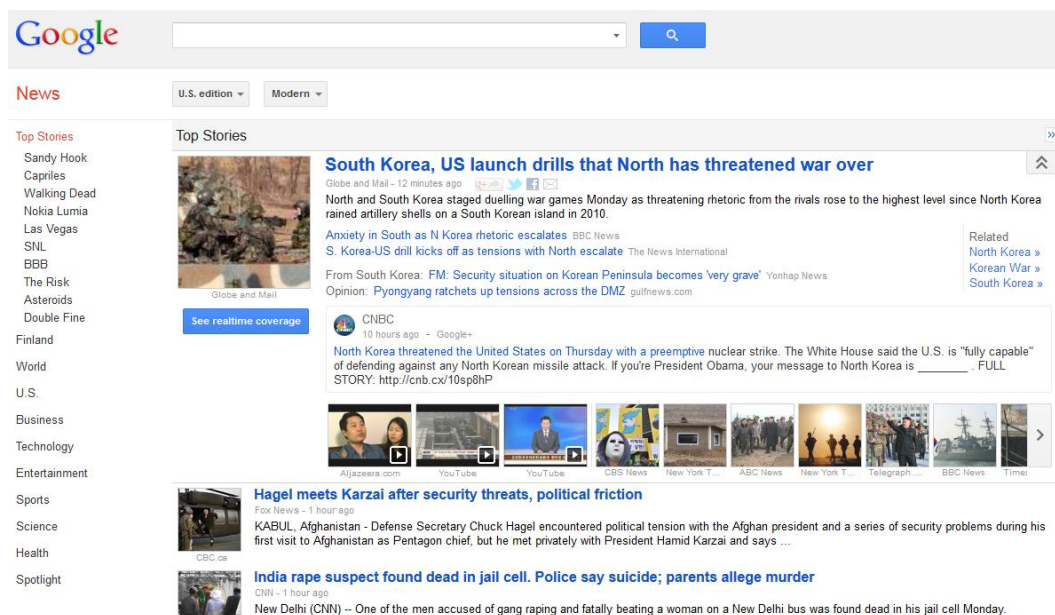 Google
News
U.S. edition
Modern
Top Stories
Sandy Hook
Capriles
Walking Dead
Nokia Lumia
Las Vegas
SNL
BBB
The Risk
Asteroids
Double Fine
Finland
World
U.S.
Business
Technology
Entertainment
Sports
Science
Health
Spotlight
Top Stories
»
Globe and Mail
See realtime coverage
South Korea, US launch drills that North has threatened war over
Globe and Mail - 12 minutes ago
North and South Korea staged duelling war games Monday as threatening rhetoric from the rivals rose to the highest level since North Korea
rained artillery shells on a South Korean island in 2010.
Anxiety in South as N Korea rhetoric escalates BBC News
S. Korea-US drill kicks off as tensions with North escalate The News International
From South Korea: FM: Security situation on Korean Peninsula becomes 'very grave' Yonhap News
Opinion: Pyongyang ratchets up tensions across the DMZ gulfnews.com
Related
North Korea »
Korean War »
South Korea »
CNBC
10 hours ago - Google+
North Korea threatened the United States on Thursday with a preemptive nuclear strike. The White House said the U.S. is "fully capable"
of defending against any North Korean missile attack. If you're President Obama, your message to North Korea is ________ . FULL
STORY: http://cnb.cx/10sp8hP
Aljazeera.com
YouTube
YouTube
CBS News
New York T...
ABC News
New York T...
Telegraph....
BBC News
Times
Hagel meets Karzai after security threats, political friction
Fox News - 1 hour ago
KABUL, Afghanistan - Defense Secretary Chuck Hagel encountered political tension with the Afghan president and a series of security problems during his
first visit to Afghanistan as Pentagon chief, but he met privately with President Hamid Karzai and says ...
CBC.ca
India rape suspect found dead in jail cell. Police say suicide; parents allege murder
CNN - 1 hour ago
New Delhi (CNN) -- One of the men accused of gang raping and fatally beating a woman on a New Delhi bus was found dead in his jail cell Monday.